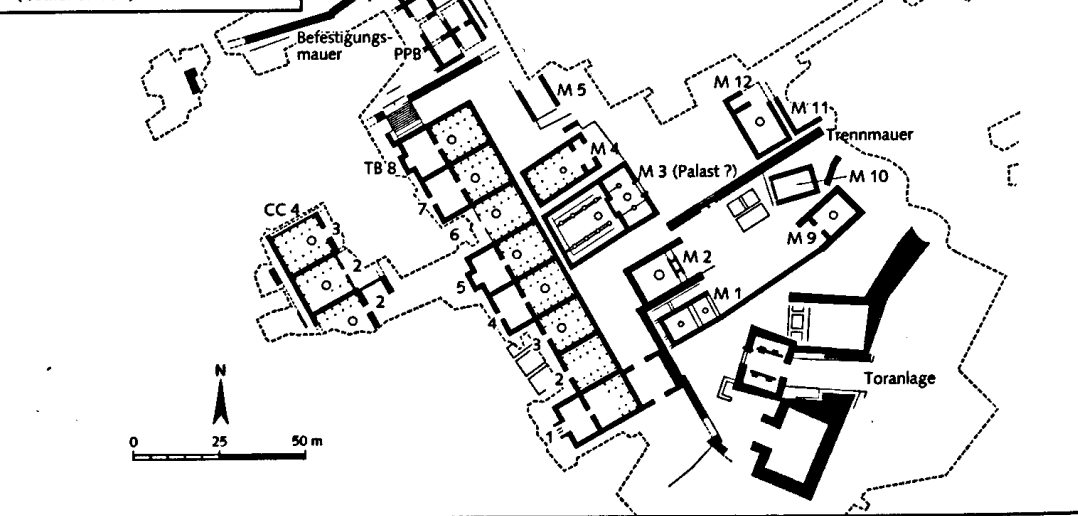 Befestigungs-
mauer
PPB
M 5
M 12
M 11
Trennmauer
M 4
M 3 (Palast ?)
M 10
TB 8
7
CC 4
3
6
2
2
M 9
M 2
5
M 1
4
3
2
1
Toranlage
N
0 25 50 m